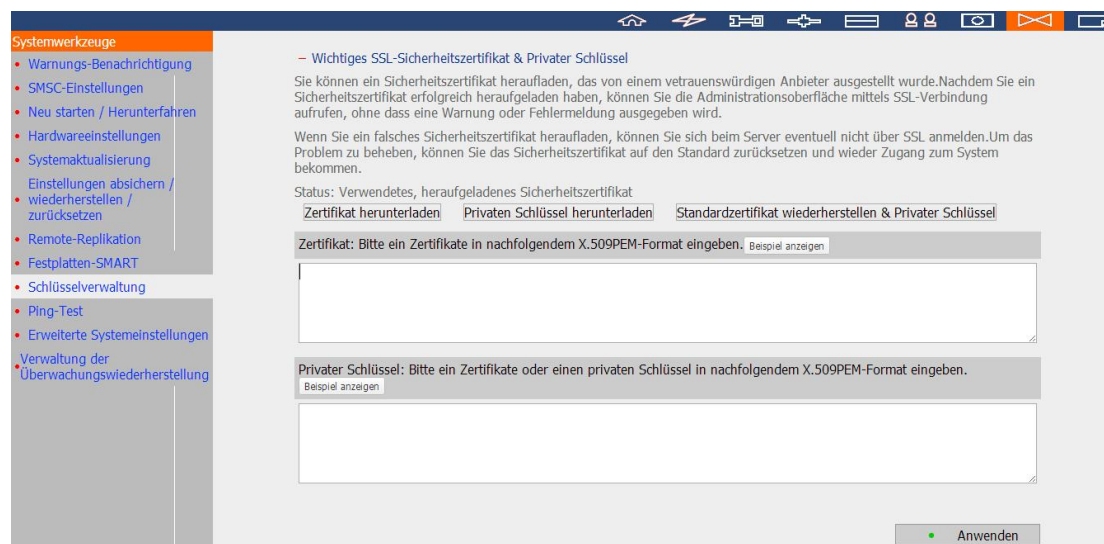 Systemwerkzeuge
Warnungs-Benachrichtigung
SMSC-EInstellungen
Neu starten / Herunterfahren
Hardwareeinstellungen
Systemaktualisierung
Einstellungen absichern /
wiederherstellen /
zurücksetzen
Remote-Replikation
Festplatten-SMART
Schlüsselverwaltung
Ping-Test
Erweiterte Systemeinstellungen
Verwaltung der
Überwachungswiederherstellung
– Wichtiges SSL-Sicherheitszertifikat & Privater Schlüssel
Sie können ein Sicherheitszertifikat heraufladen, das von einem vetrauenswürdigen Anbieter ausgestellt wurde.Nachdem Sie ein
Sicherheitszertifikat erfolgreich heraufgeladen haben, können Sie die Administrationsoberfläche mittels SSL-Verbindung
aufrufen, ohne dass eine Warnung oder Fehlermeldung ausgegeben wird.
Wenn Sie ein falsches Sicherheitszertifikat heraufladen, können Sie sich beim Server eventuell nicht über SSL anmelden.Um das
Problem zu beheben, können Sie das Sicherheitszertifikat auf den Standard zurücksetzen und wieder Zugang zum System
bekommen.
Status: Verwendetes, heraufgeladenes Sicherheitszertifikat
Zertifikat herunterladen Privaten Schlüssel herunterladen Standardzertifikat wiederherstellen & Privater Schlüssel
Zertifikat: Bitte ein Zertifikate in nachfolgendem X.509PEM-Format eingeben. Beispiel anzeigen
Privater Schlüssel: Bitte ein Zertifikate oder einen privaten Schlüssel in nachfolgendem X.509PEM-Format eingeben.
Beispiel anzeigen
Anwenden